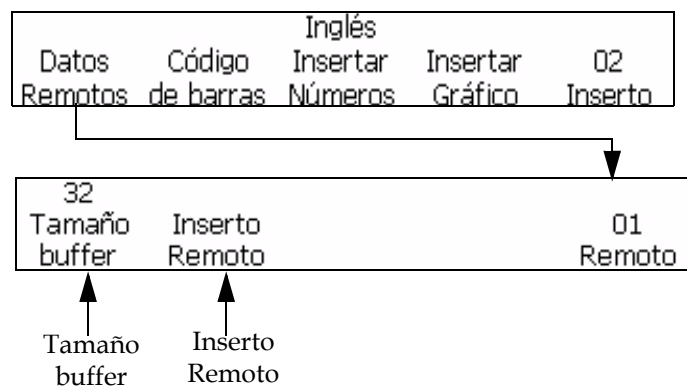 Inglés
Datos Código Insertar Insertar 02
Remotos de barras Números Gráfico Inserto
32
Tamaño Inserto 01
buffer Remoto Remoto
Tamaño Inserto
buffer Remoto